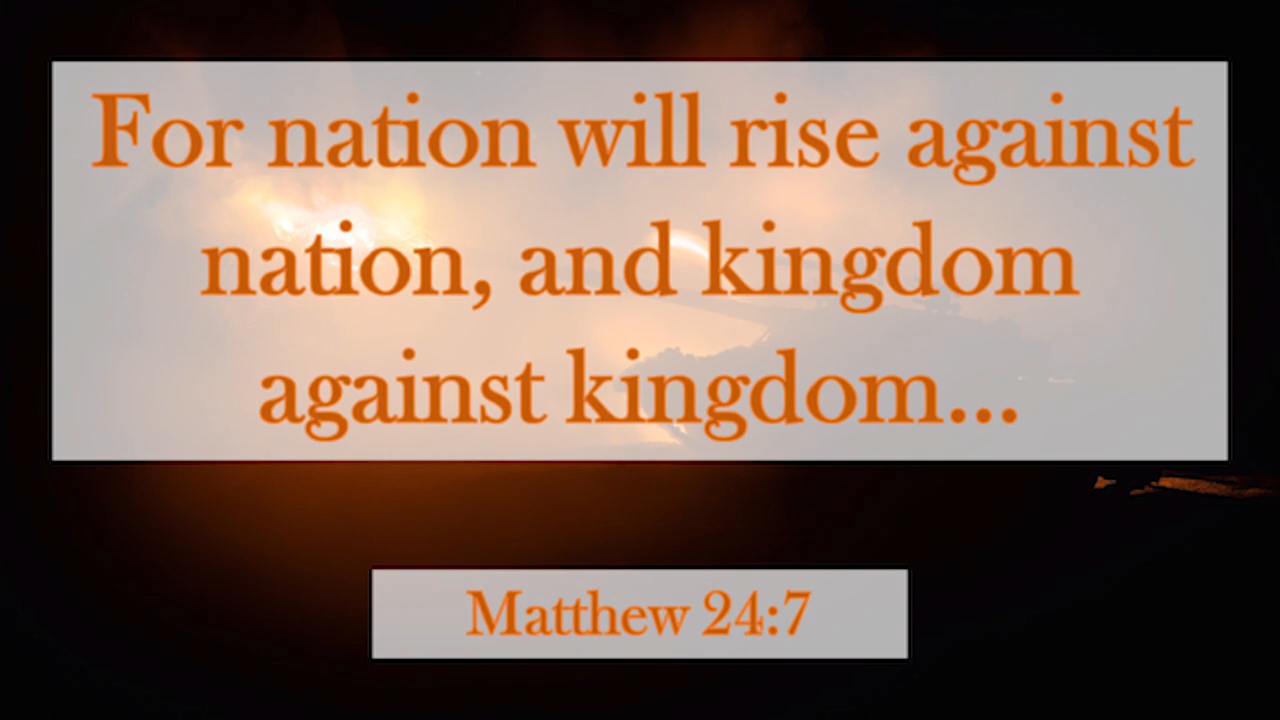 For nation will rise against
nation, and kingdom
against kingdom...
Matthew 24:7